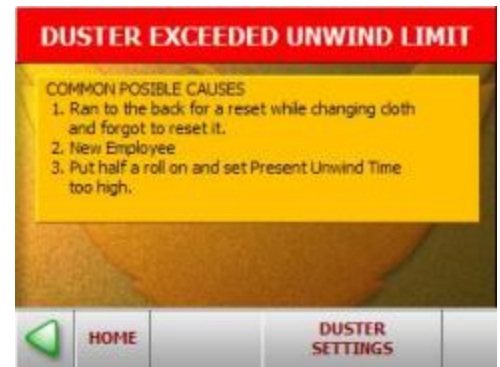 DUSTER EXCEEDED UNWIND LIMIT
COMMON POSIBLE CAUSES
1. Ran to the back for a reset while changing cloth
and forgot to reset it.
2. New Employee
3. Put half a roll on and set Present Unwind Time
too high.
HOME
DUSTER
SETTINGS